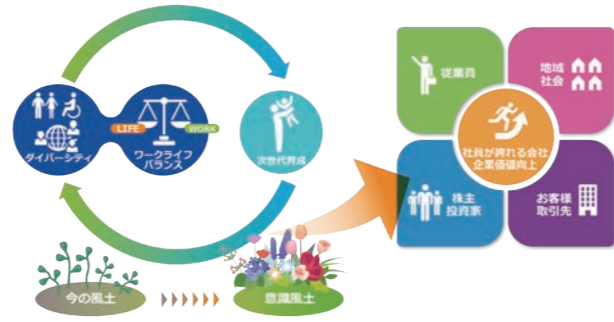 ダイバーシティ
LIFE
WORK
ワークライフ
バランス
次世代育成
今の風土
意識風土
従業員
地域
社会
社員が誇れる会社
企業価値向上
株主
投資家
お客様
取引先